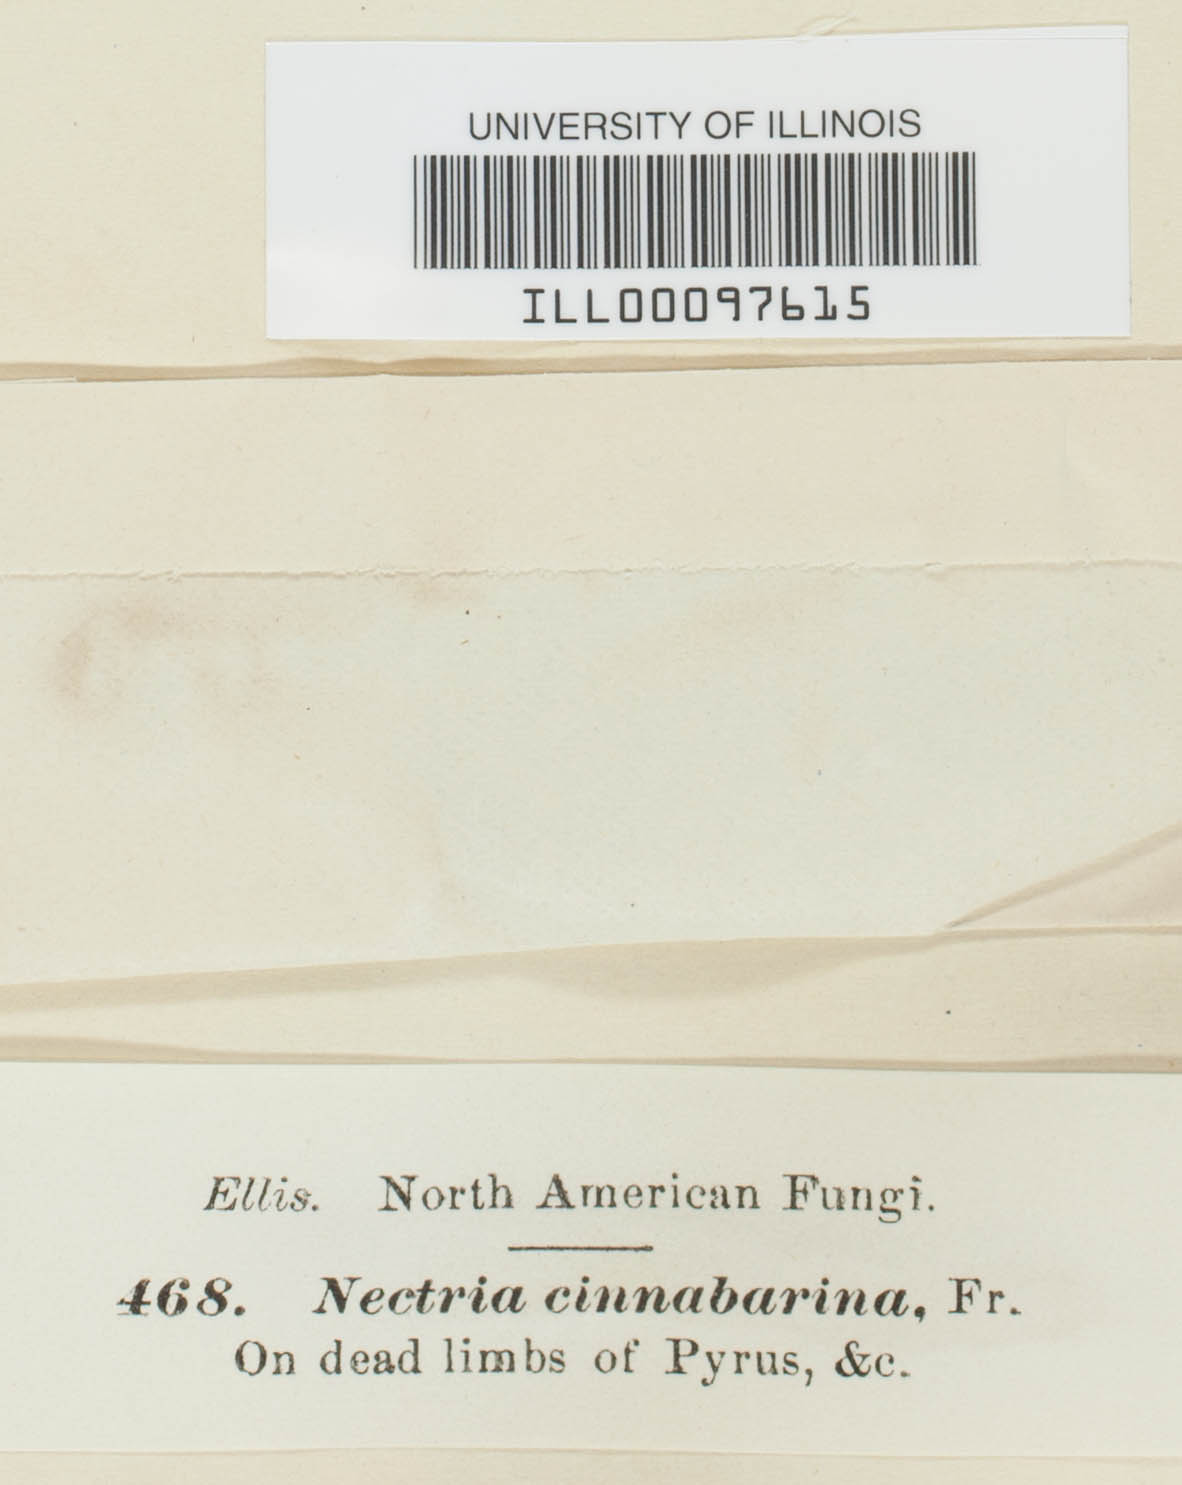 UNIVERSITY OF ILLINOIS
ILL00097615
Ellis. North American Fungi.
468. Nectria cinnabarina, Fr.
On dead limbs of Pyrus, &c.